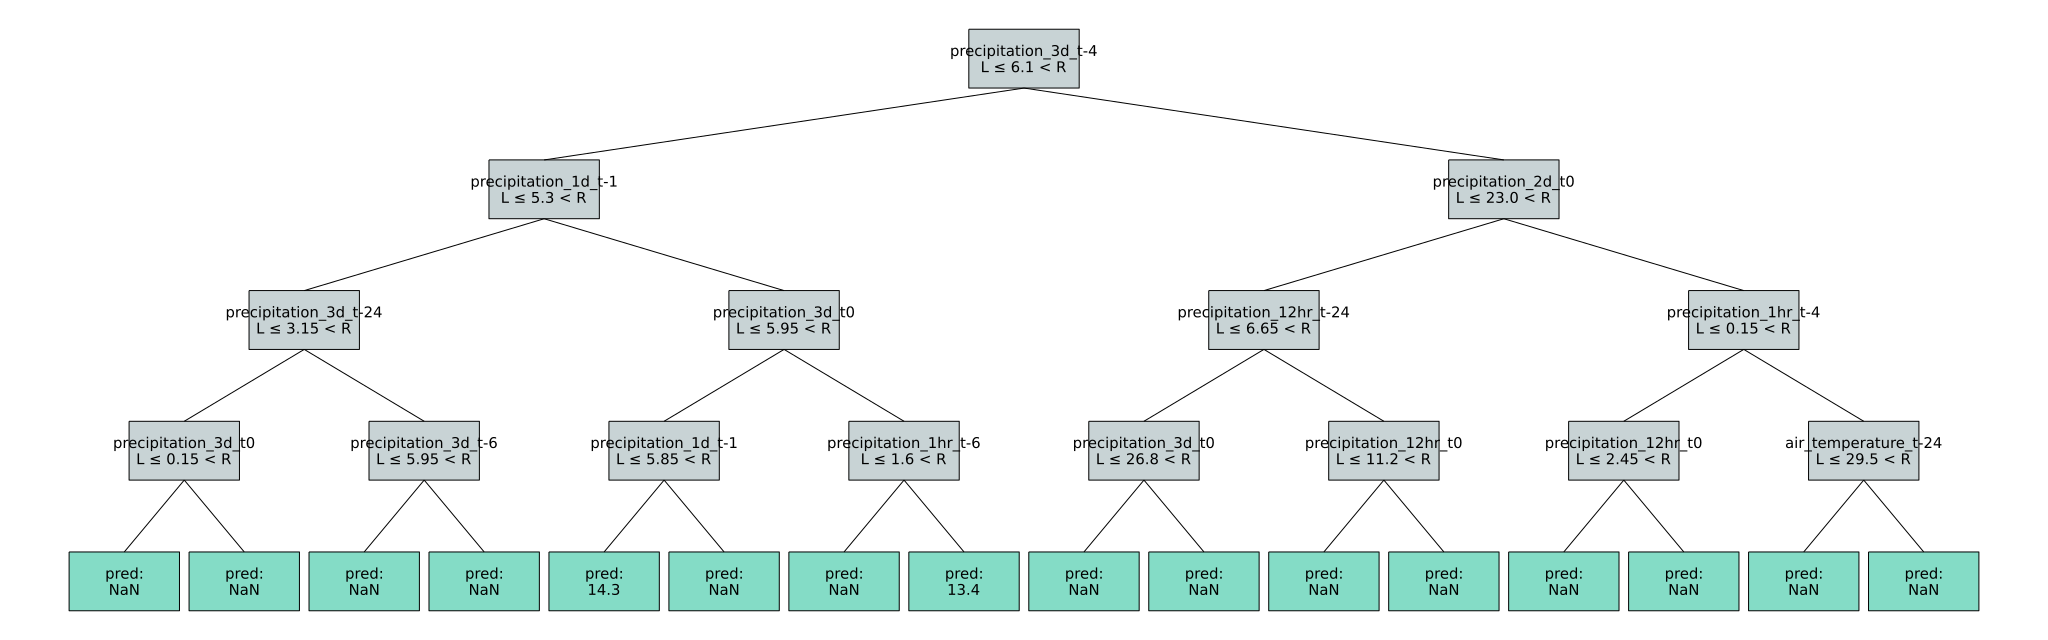 precipitation_3d_t-4
L ≤ 6.1 < R
precipitation_1d_t-1
L ≤ 5.3 < R
precipitation_2d_t0
L ≤ 23.0 < R
precipitation_3d_t-24
L ≤ 3.15 < R
precipitation_3d_t0
L ≤ 5.95 < R
precipitation_12hr_t-24
L ≤ 6.65 < R
precipitation_1hr_t-4
L ≤ 0.15 < R
precipitation_3d_t0
L ≤ 0.15 < R
precipitation_3d_t-6
L ≤ 5.95 < R
precipitation_1d_t-1
L ≤ 5.85 < R
precipitation_1hr_t-6
L ≤ 1.6 < R
precipitation_3d_t0
L ≤ 26.8 < R
precipitation_12hr_t0
L ≤ 11.2 < R
precipitation_12hr_t0
L ≤ 2.45 < R
air_temperature_t-24
L ≤ 29.5 < R
pred:
NaN
pred:
NaN
pred:
NaN
pred:
NaN
pred:
14.3
pred:
NaN
pred:
NaN
pred:
13.4
pred:
NaN
pred:
NaN
pred:
NaN
pred:
NaN
pred:
NaN
pred:
NaN
pred:
NaN
pred:
NaN